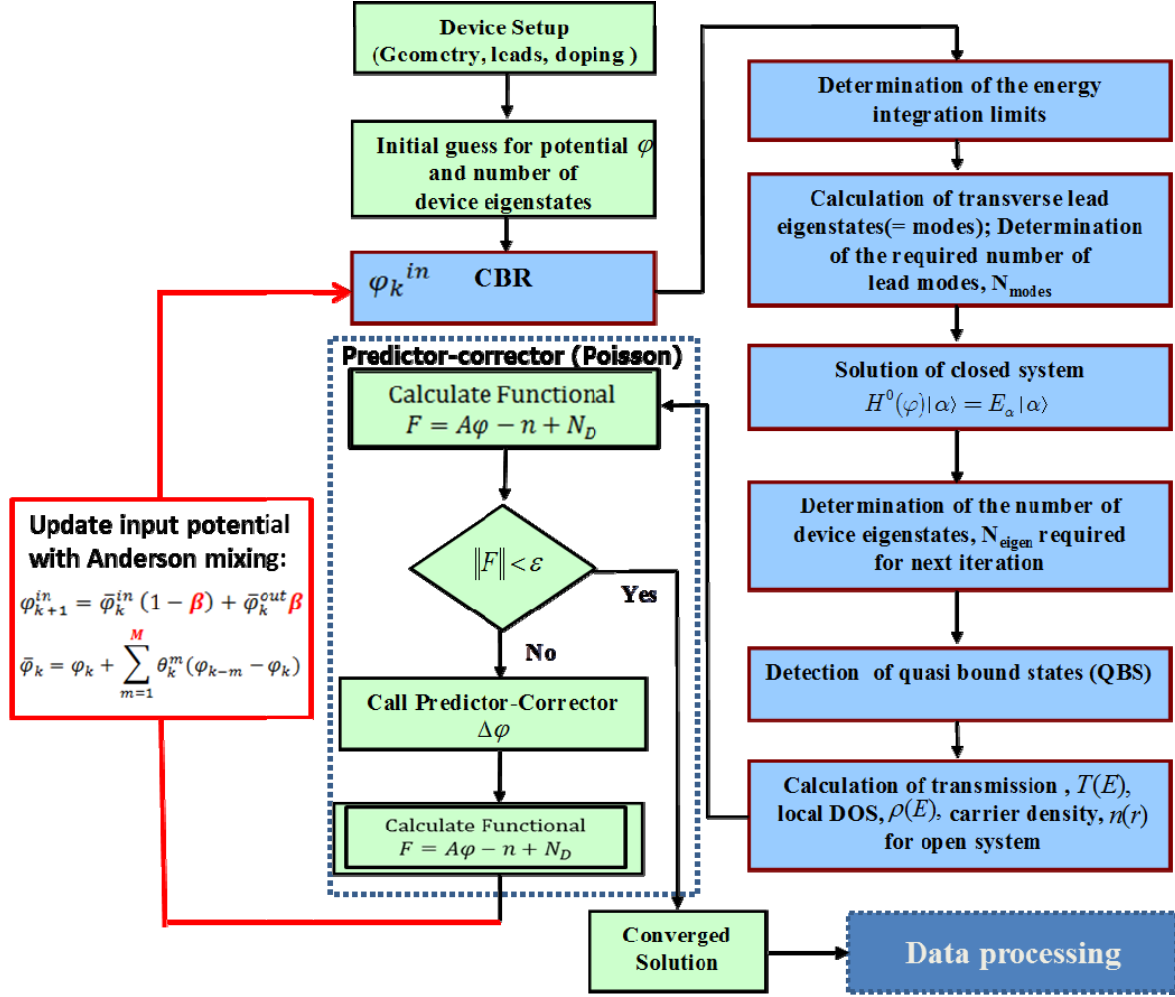 Device Setup
(Geometry, leads, doping )
Initial guess for potential φ
and number of
device eigenstates
φ_k^in CBR
Predictor-corrector (Poisson)
Calculate Functional
F = Aφ − n + N_D
‖F‖ < ε
Yes
No
Call Predictor-Corrector
Δφ
Calculate Functional
F = Aφ − n + N_D
Update input potential
with Anderson mixing:
φ_{k+1}^{in} = φ̄_k^{in} (1 − β) + φ̄_k^{out} β
φ̄_k = φ_k + ∑_{m=1}^{M} θ_k^m (φ_{k−m} − φ_k)
Determination of the energy
integration limits
Calculation of transverse lead
eigenstates(= modes); Determination
of the required number of
lead modes, N_modes
Solution of closed system
H^0(φ)|α⟩ = E_α |α⟩
Determination of the number of
device eigenstates, N_eigen required
for next iteration
Detection of quasi bound states (QBS)
Calculation of transmission , T(E),
local DOS, ρ(E), carrier density, n(r)
for open system
Converged
Solution
Data processing